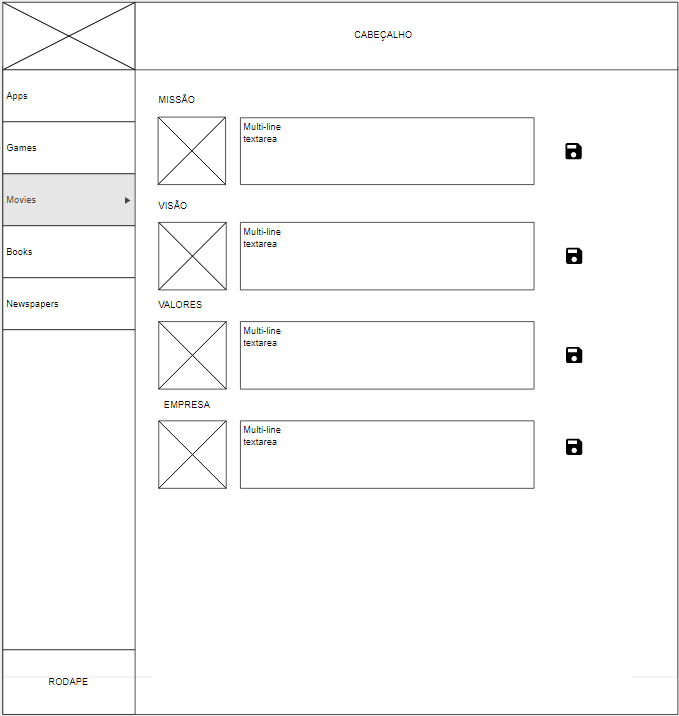 CABEÇALHO
Apps
Games
Movies
Books
Newspapers
MISSÃO
Multi-line
textarea
VISÃO
Multi-line
textarea
VALORES
Multi-line
textarea
EMPRESA
Multi-line
textarea
RODAPE